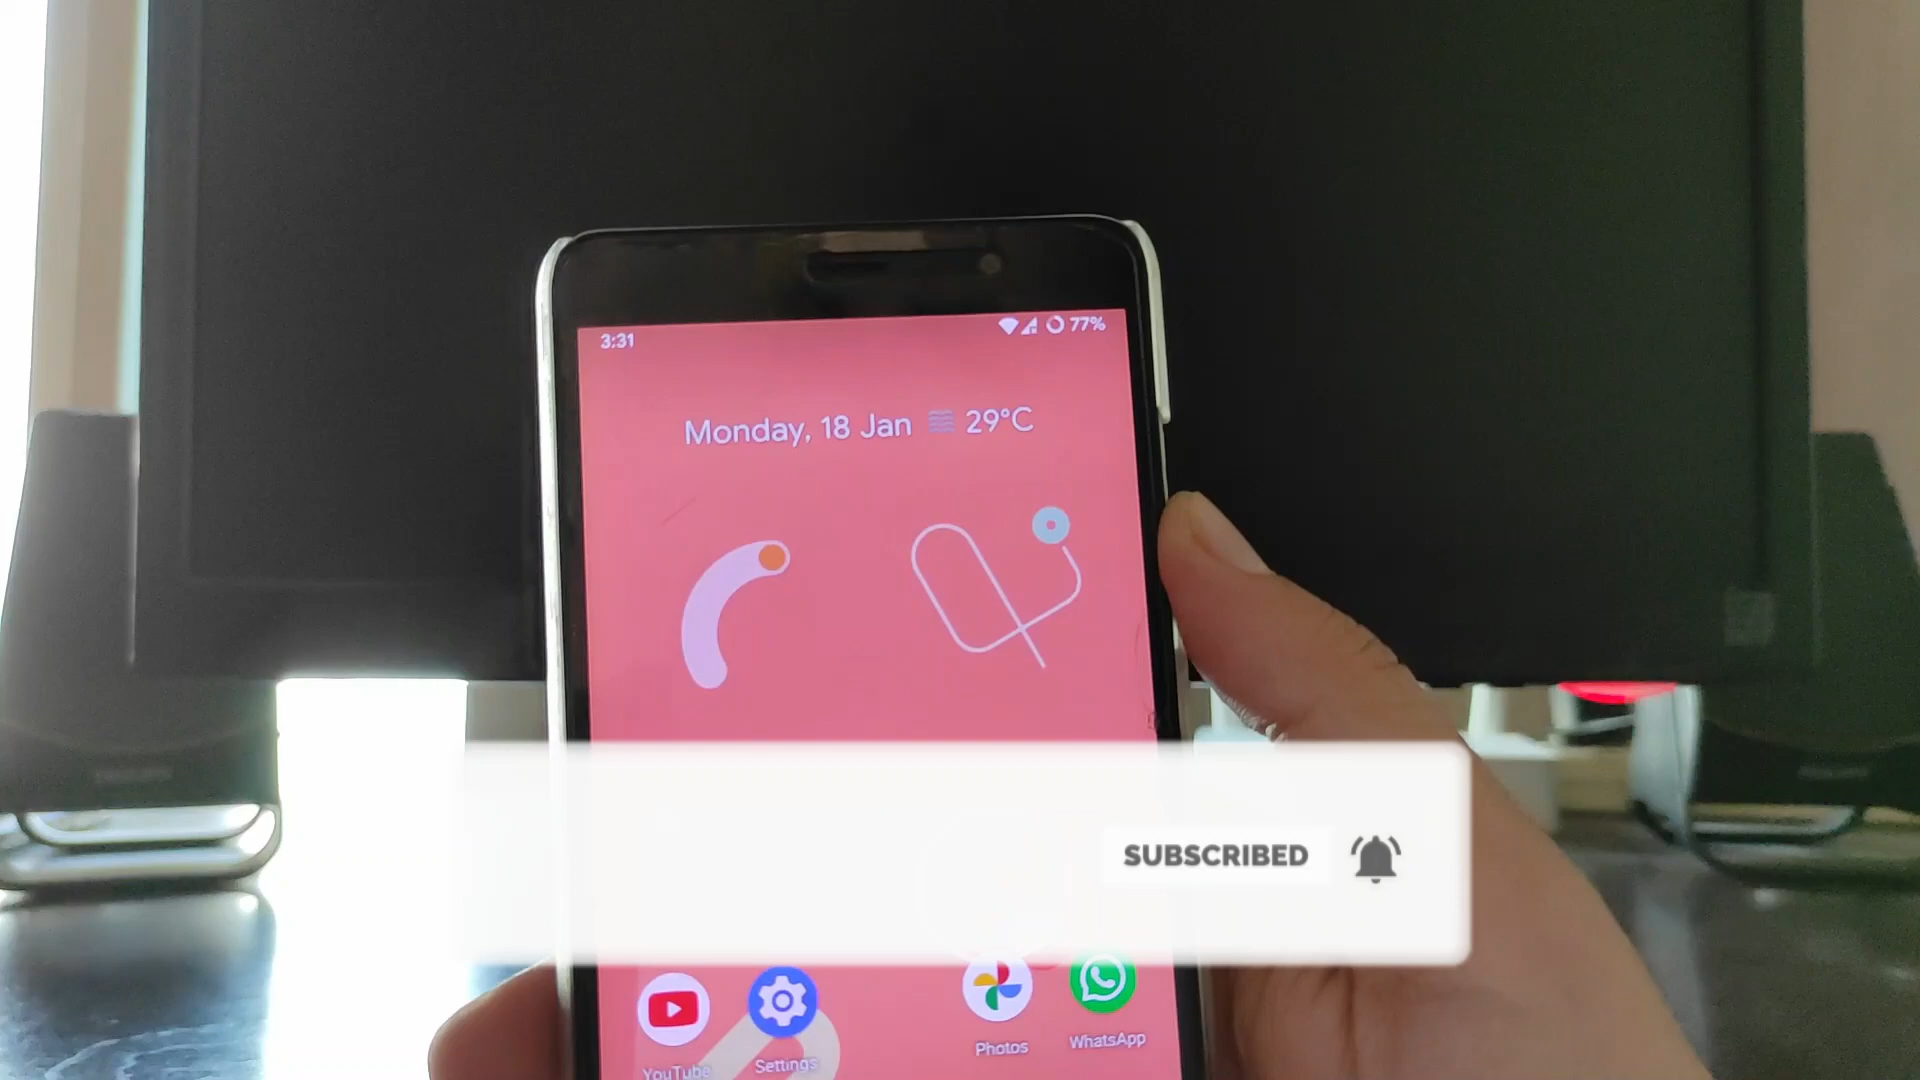 3:31
77%
Monday, 18 Jan 29°C
SUBSCRIBED
YouTube
Settings
Photos
WhatsApp